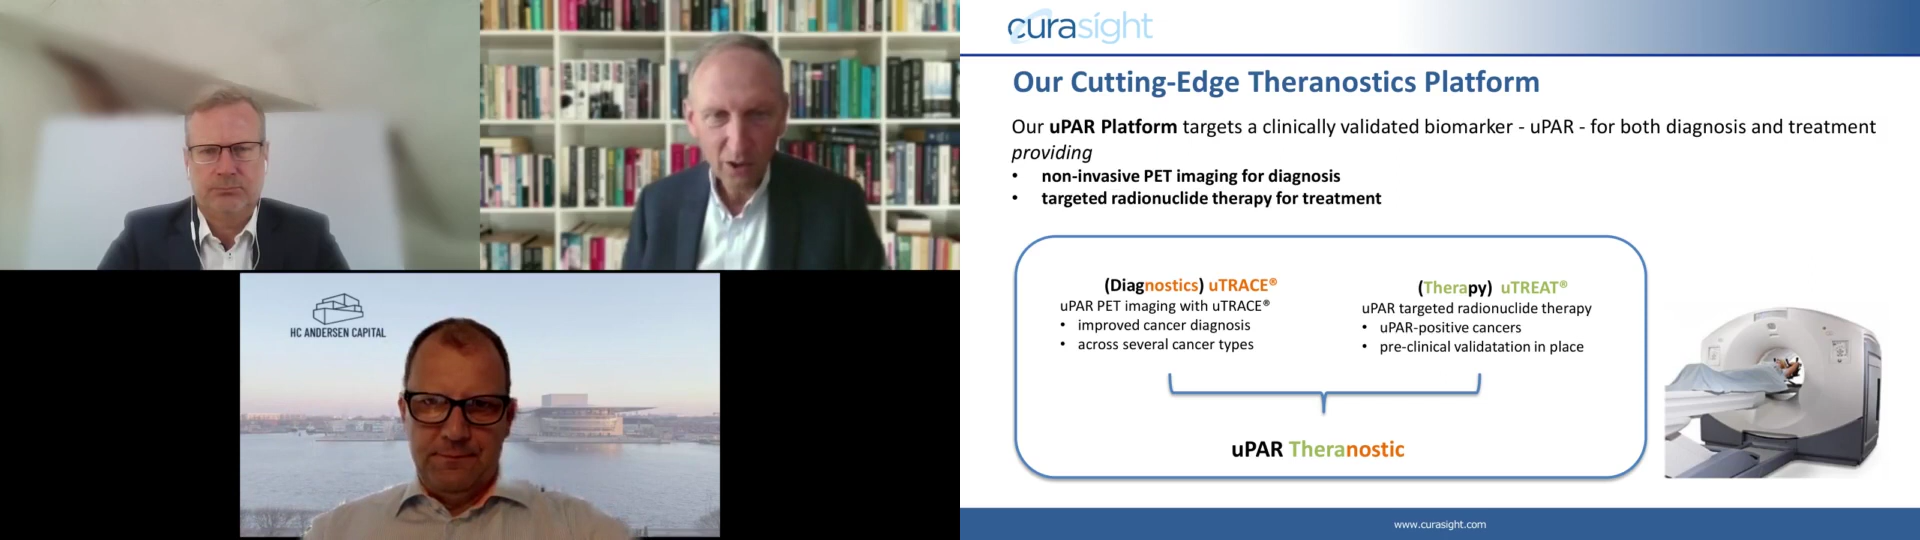 HC ANDERSEN CAPITAL
curasight
Our Cutting-Edge Theranostics Platform
Our uPAR Platform targets a clinically validated biomarker - uPAR - for both diagnosis and treatment
providing
• non-invasive PET imaging for diagnosis
• targeted radionuclide therapy for treatment
(Diagnostics) uTRACE®
uPAR PET imaging with uTRACE®
• improved cancer diagnosis
• across several cancer types
(Therapy) uTREAT®
uPAR targeted radionuclide therapy
• uPAR-positive cancers
• pre-clinical validatation in place
uPAR Theranostic
www.curasight.com